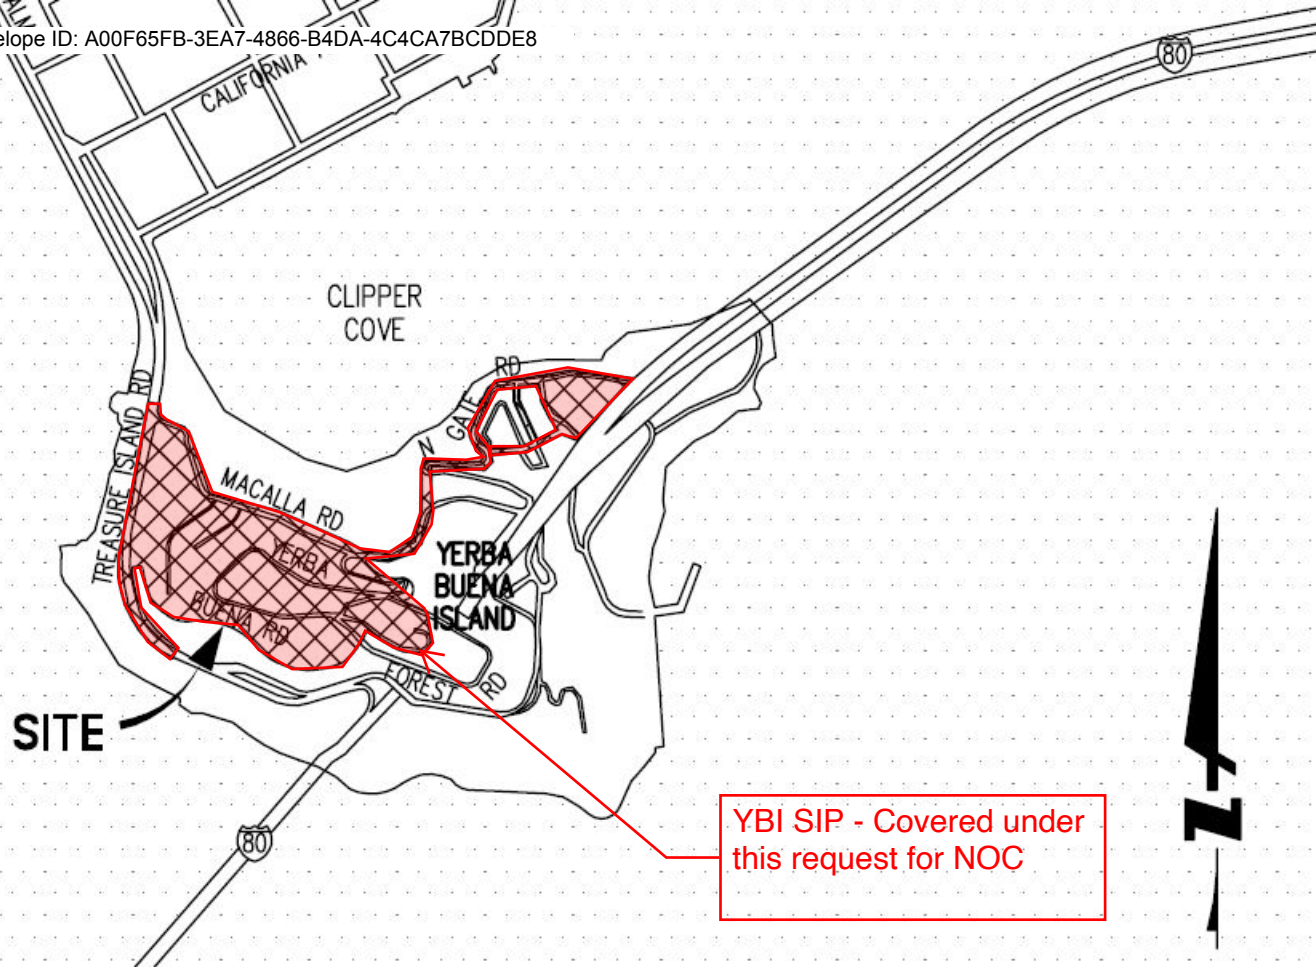 elope ID: A00F65FB-3EA7-4866-B4DA-4C4CA7BCDDE8
80
CALIFORNIA
CLIPPER
COVE
RD
N GATE
TREASURE ISLAND RD
MACALLA RD
YERBA
BUENA RD
YERBA
BUENA
ISLAND
FOREST RD
SITE
YBI SIP - Covered under
this request for NOC
80
N